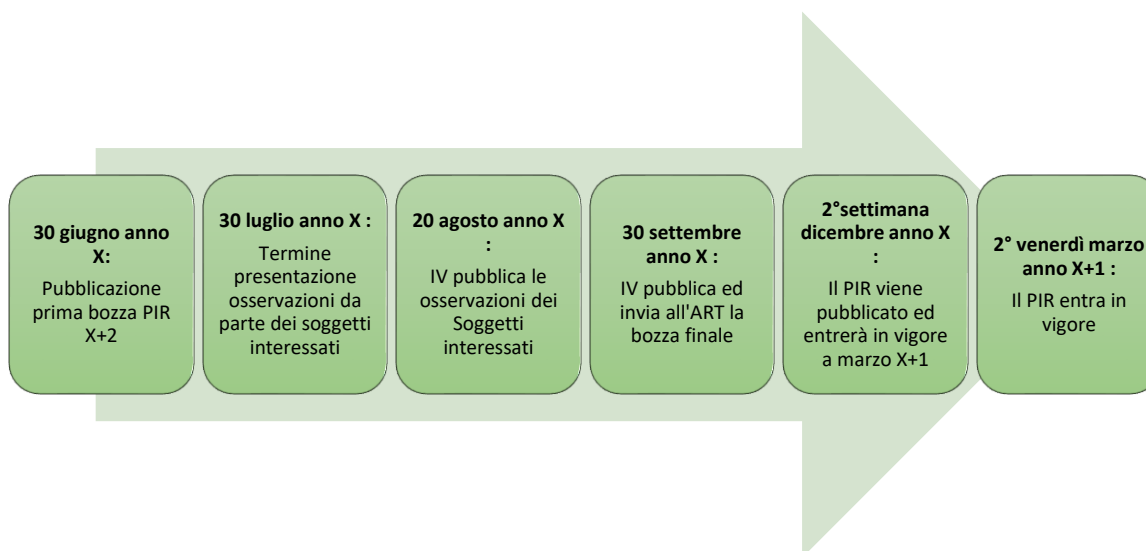 30 giugno anno
X:
Pubblicazione
prima bozza PIR
X+2
30 luglio anno X :
Termine
presentazione
osservazioni da
parte dei soggetti
interessati
20 agosto anno X
:
IV pubblica le
osservazioni dei
Soggetti
interessati
30 settembre
anno X :
IV pubblica ed
invia all'ART la
bozza finale
2°settimana
dicembre anno X
:
Il PIR viene
pubblicato ed
entrerà in vigore
a marzo X+1
2° venerdì marzo
anno X+1 :
Il PIR entra in
vigore